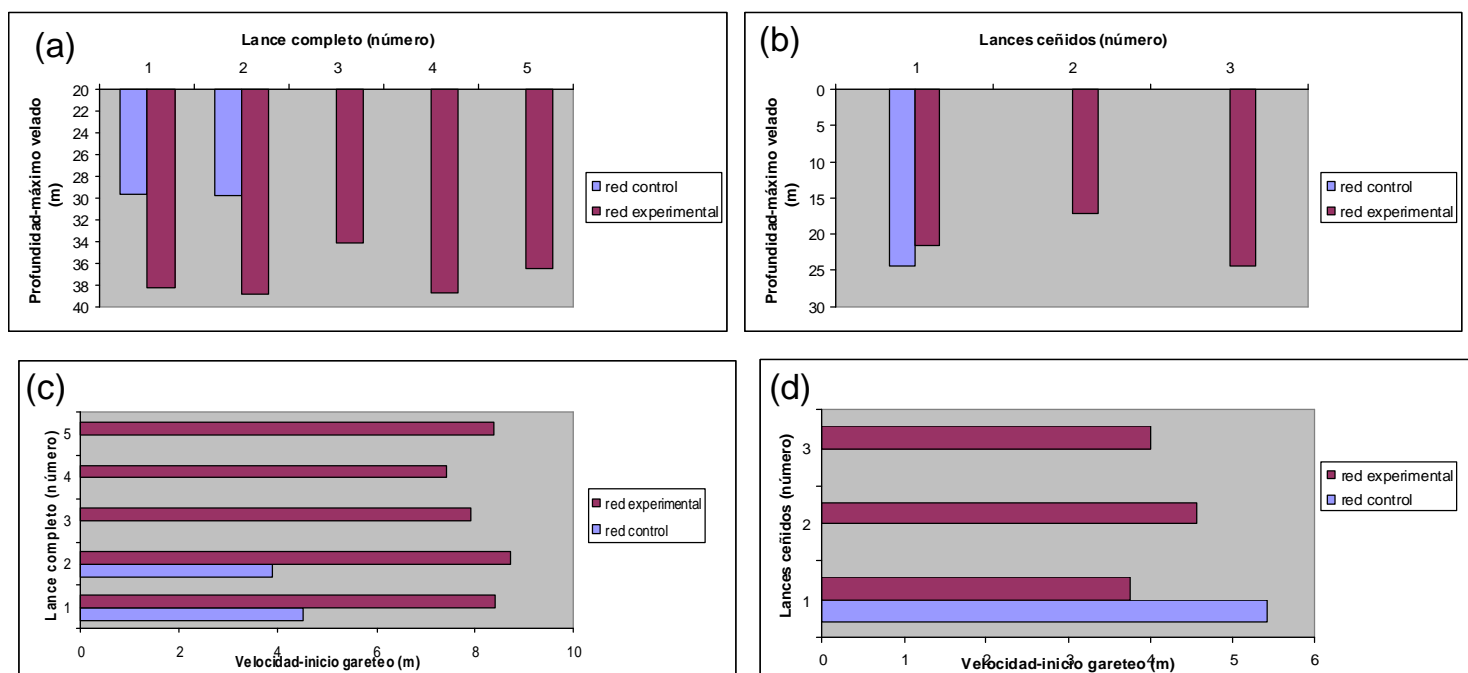 (a)
Lance completo (número)
1 2 3 4 5
20
22
24
26
28
30
32
34
36
38
40
Profundidad-máximo velado
(m)
red control
red experimental
(b)
Lances ceñidos (número)
1 2 3
0
5
10
15
20
25
30
Profundidad-máximo velado
(m)
red control
red experimental
(c)
Lance completo (número)
5
4
3
2
1
0 2 4 6 8 10
Velocidad-inicio gareteo (m)
red experimental
red control
(d)
Lances ceñidos (número)
3
2
1
0 1 2 3 4 5 6
Velocidad-inicio gareteo (m)
red experimental
red control